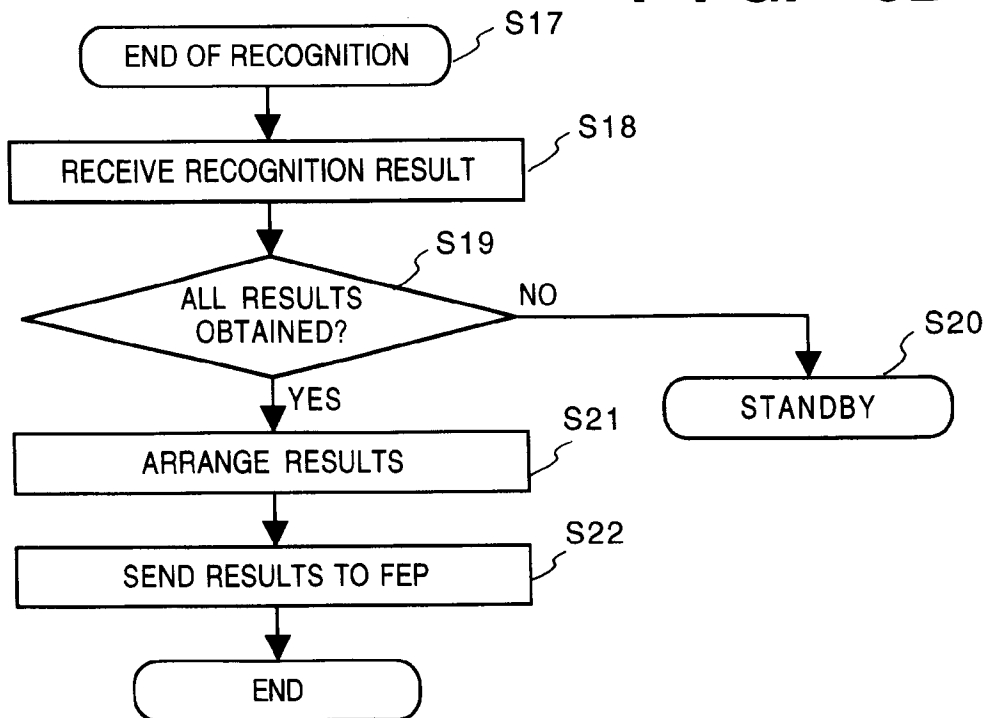 S17
END OF RECOGNITION
S18
RECEIVE RECOGNITION RESULT
S19
ALL RESULTS
OBTAINED?
NO
S20
STANDBY
YES
S21
ARRANGE RESULTS
S22
SEND RESULTS TO FEP
END